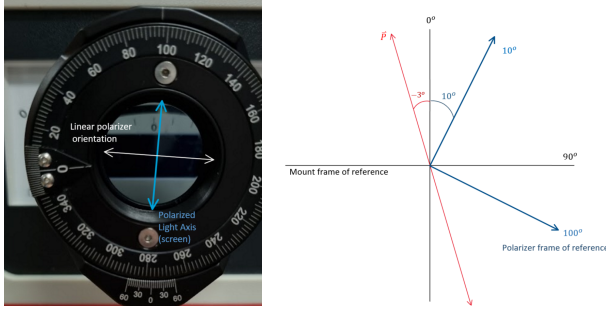 80
100
120
140
160
180
200
220
240
260
280
300
320
340
0
20
40
60
Linear polarizer
orientation
Polarized
Light Axis
(screen)
60 30 0 30 60
0°
p⃗
10°
-3°
10°
90°
Mount frame of reference
100°
Polarizer frame of reference